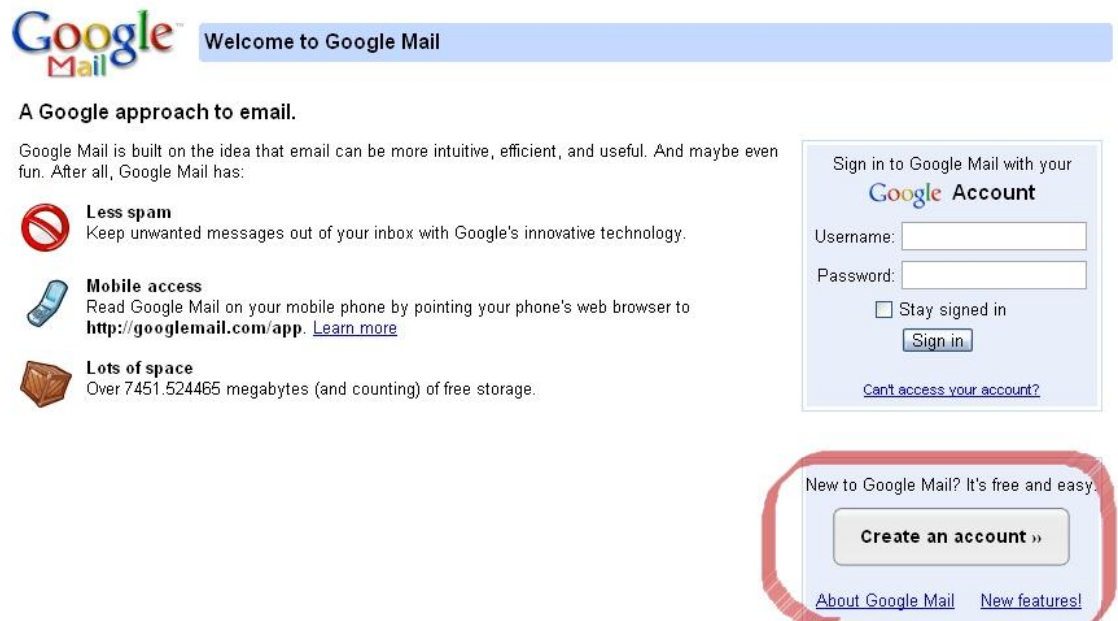 Google™
Mail
Welcome to Google Mail
A Google approach to email.
Google Mail is built on the idea that email can be more intuitive, efficient, and useful. And maybe even
fun. After all, Google Mail has:
Less spam
Keep unwanted messages out of your inbox with Google's innovative technology.
Mobile access
Read Google Mail on your mobile phone by pointing your phone's web browser to
http://googlemail.com/app. Learn more
Lots of space
Over 7451.524465 megabytes (and counting) of free storage.
Sign in to Google Mail with your
Google Account
Username:
Password:
Stay signed in
Sign in
Can't access your account?
New to Google Mail? It's free and easy.
Create an account ››
About Google Mail New features!